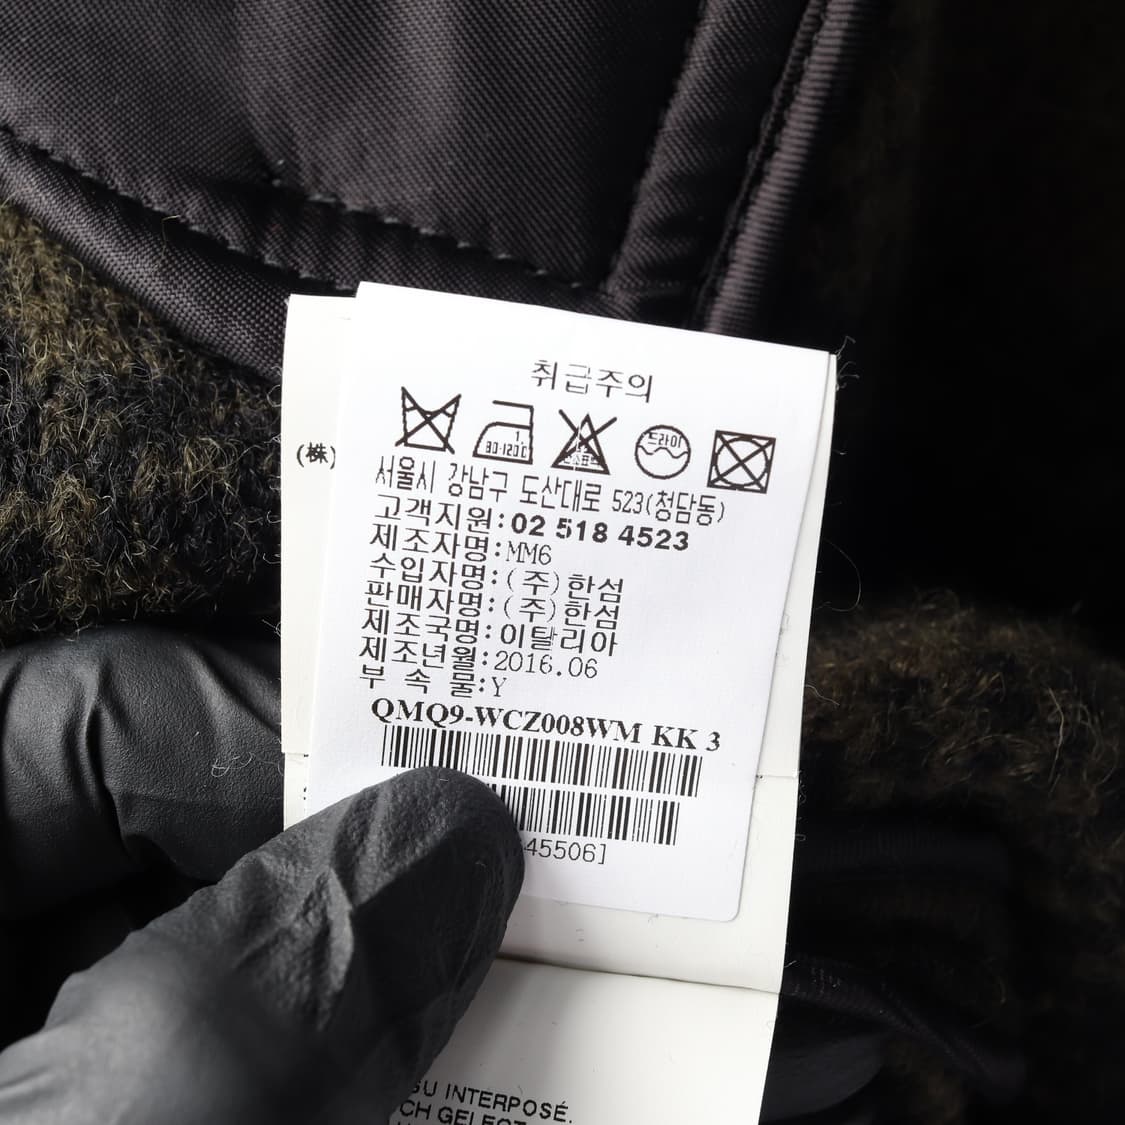 취급주의
80-120℃
드라이
(株)
서울시 강남구 도산대로 523(청담동)
고객지원:02 518 4523
제조자명:MM6
수입자명:(주)한섬
판매자명:(주)한섬
제조국명:이탈리아
제조년월:2016.06
부 속 물:Y
QMQ9-WCZ008WM KK 3
45506]
SU INTERPOSÉ.
CH